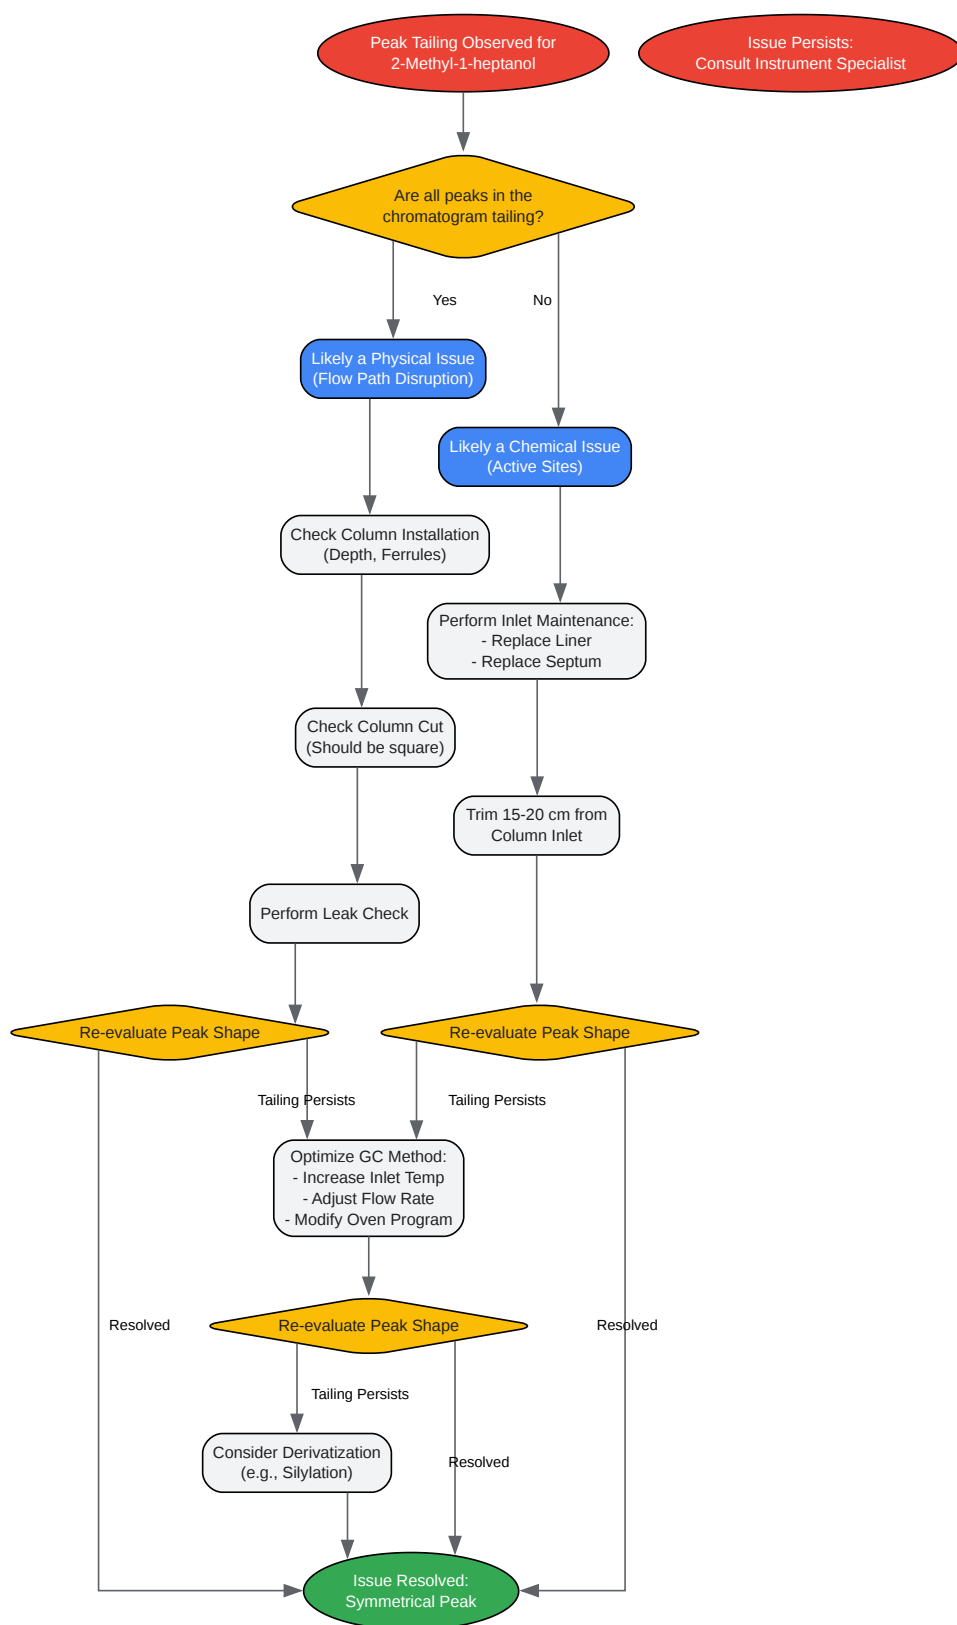 Peak Tailing Observed for
2-Methyl-1-heptanol
Issue Persists:
Consult Instrument Specialist
Are all peaks in the
chromatogram tailing?
Yes
No
Likely a Physical Issue
(Flow Path Disruption)
Likely a Chemical Issue
(Active Sites)
Check Column Installation
(Depth, Ferrules)
Perform Inlet Maintenance:
- Replace Liner
- Replace Septum
Check Column Cut
(Should be square)
Trim 15-20 cm from
Column Inlet
Perform Leak Check
Re-evaluate Peak Shape
Re-evaluate Peak Shape
Tailing Persists
Tailing Persists
Optimize GC Method:
- Increase Inlet Temp
- Adjust Flow Rate
- Modify Oven Program
Resolved
Re-evaluate Peak Shape
Resolved
Tailing Persists
Consider Derivatization
(e.g., Silylation)
Resolved
Issue Resolved:
Symmetrical Peak